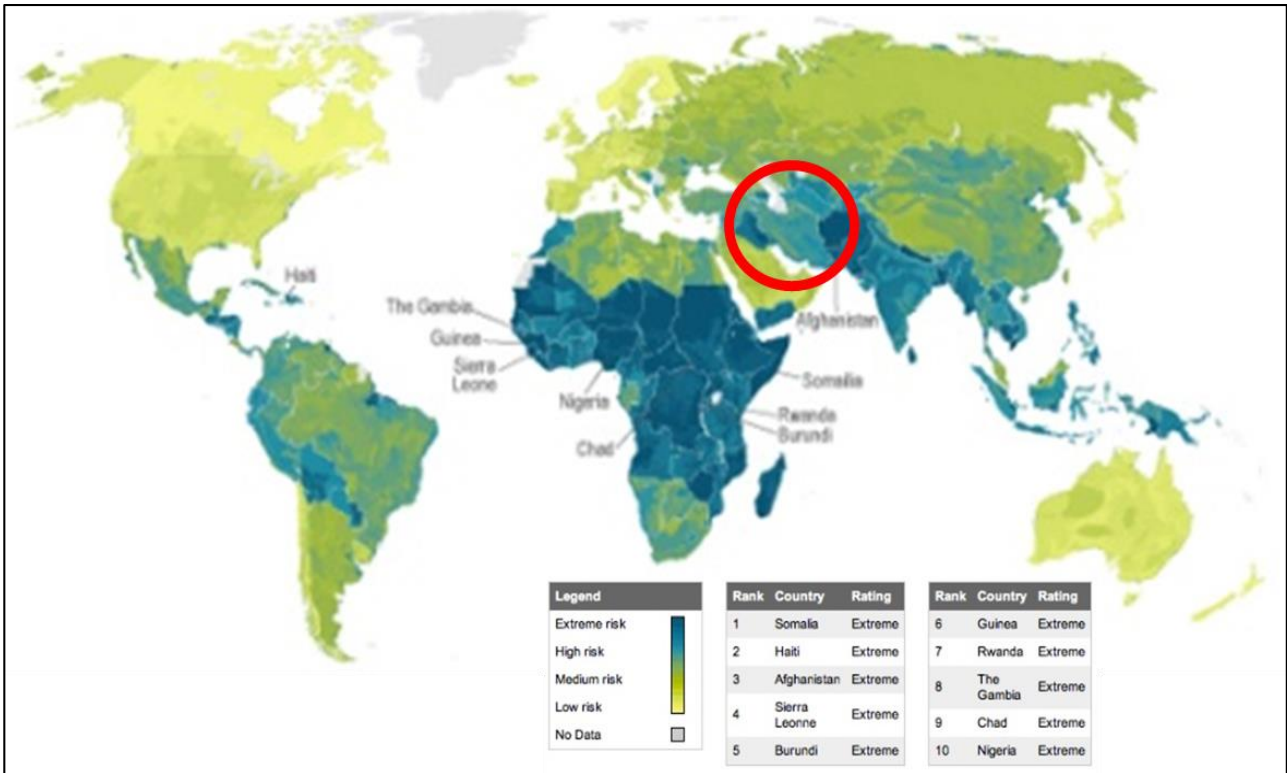 Haiti
The Gambia
Guinea
Sierra
Leone
Nigeria
Chad
Afghanistan
Somailia
Rwanda
Burundi
Legend
Extreme risk
High risk
Medium risk
Low risk
No Data
Rank Country Rating
1 Somalia Extreme
2 Haiti Extreme
3 Afghanistan Extreme
4 Sierra Leonne Extreme
5 Burundi Extreme
Rank Country Rating
6 Guinea Extreme
7 Rwanda Extreme
8 The Gambia Extreme
9 Chad Extreme
10 Nigeria Extreme